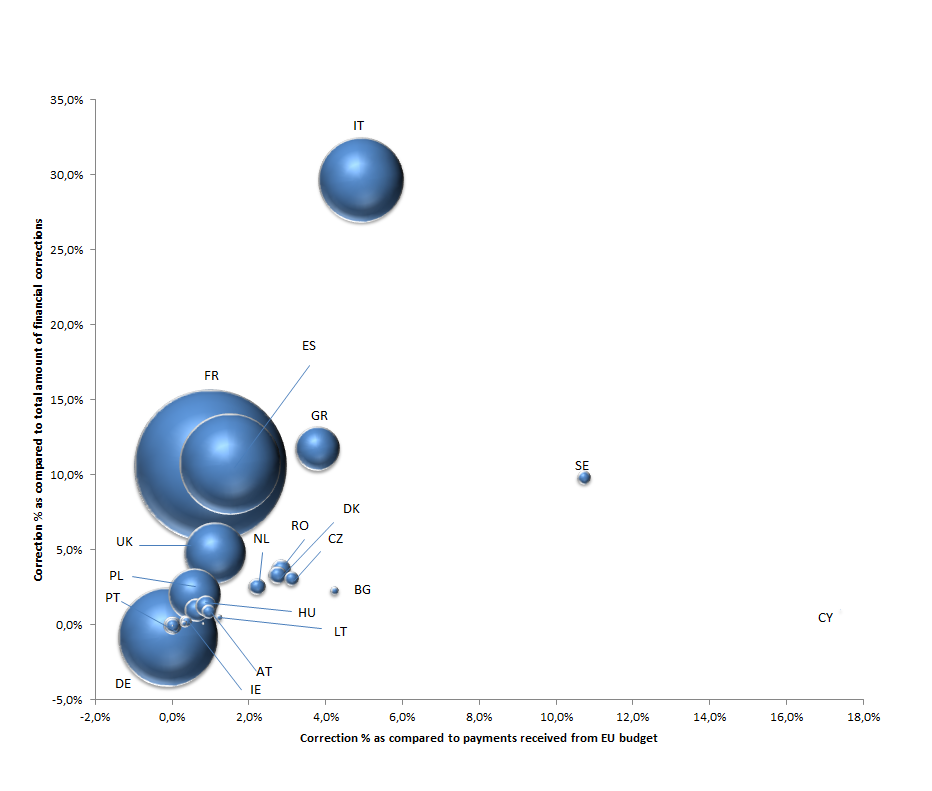 35,0%
IT
30,0%
25,0%
20,0%
ES
FR
15,0%
GR
10,0%
SE
DK
RO
UK
NL
CZ
5,0%
PL
BG
PT
HU
CY
0,0%
LT
AT
DE
IE
-5,0%
-2,0% 0,0% 2,0% 4,0% 6,0% 8,0% 10,0% 12,0% 14,0% 16,0% 18,0%
Correction % as compared to payments received from EU budget
Correction % as compared to total amount of financial corrections